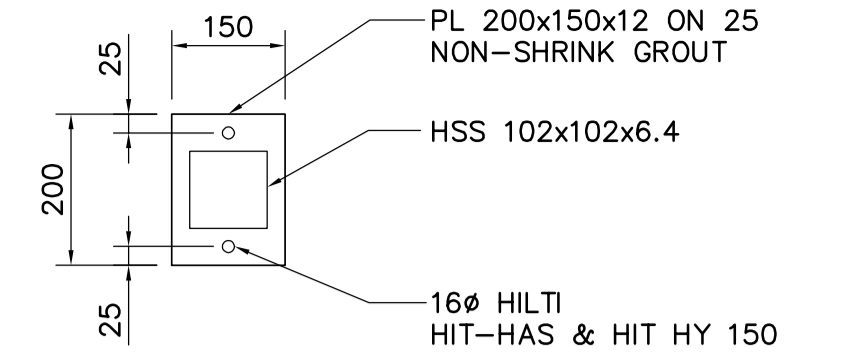 150
PL 200x150x12 ON 25
NON-SHRINK GROUT
25
HSS 102x102x6.4
200
25
16ø HILTI
HIT-HAS & HIT HY 150